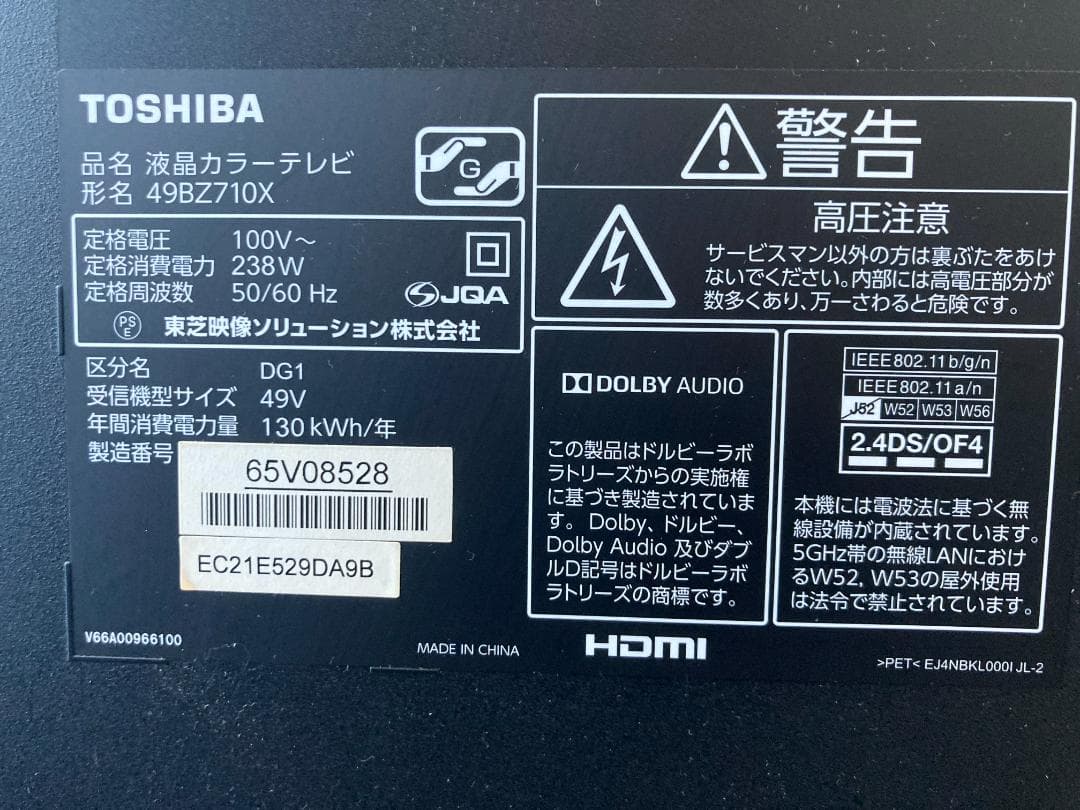 TOSHIBA
品名 液晶カラーテレビ
形名 49BZ710X
G
定格電圧 100V～
定格消費電力 238W
定格周波数 50/60 Hz
JQA
PS
E
東芝映像ソリューション株式会社
区分名 DG1
受信機型サイズ 49V
年間消費電力量 130 kWh/年
製造番号
65V08528
EC21E529DA9B
V66A00966100
MADE IN CHINA
警告
高圧注意
サービスマン以外の方は裏ぶたをあけ
ないでください。内部には高電圧部分が
数多くあり、万一さわると危険です。
DOLBY AUDIO
この製品はドルビーラボ
ラトリーズからの実施権
に基づき製造されていま
す。Dolby、ドルビー、
Dolby Audio 及びダブ
ルD記号はドルビーラボ
ラトリーズの商標です。
IEEE802.11b/g/n
IEEE802.11a/n
J52 W52 W53 W56
2.4DS/OF4
本機には電波法に基づく無
線設備が内蔵されています。
5GHz帯の無線LANにおけ
るW52, W53の屋外使用
は法令で禁止されています。
HDMI
>PET< EJ4NBKL000I JL-2